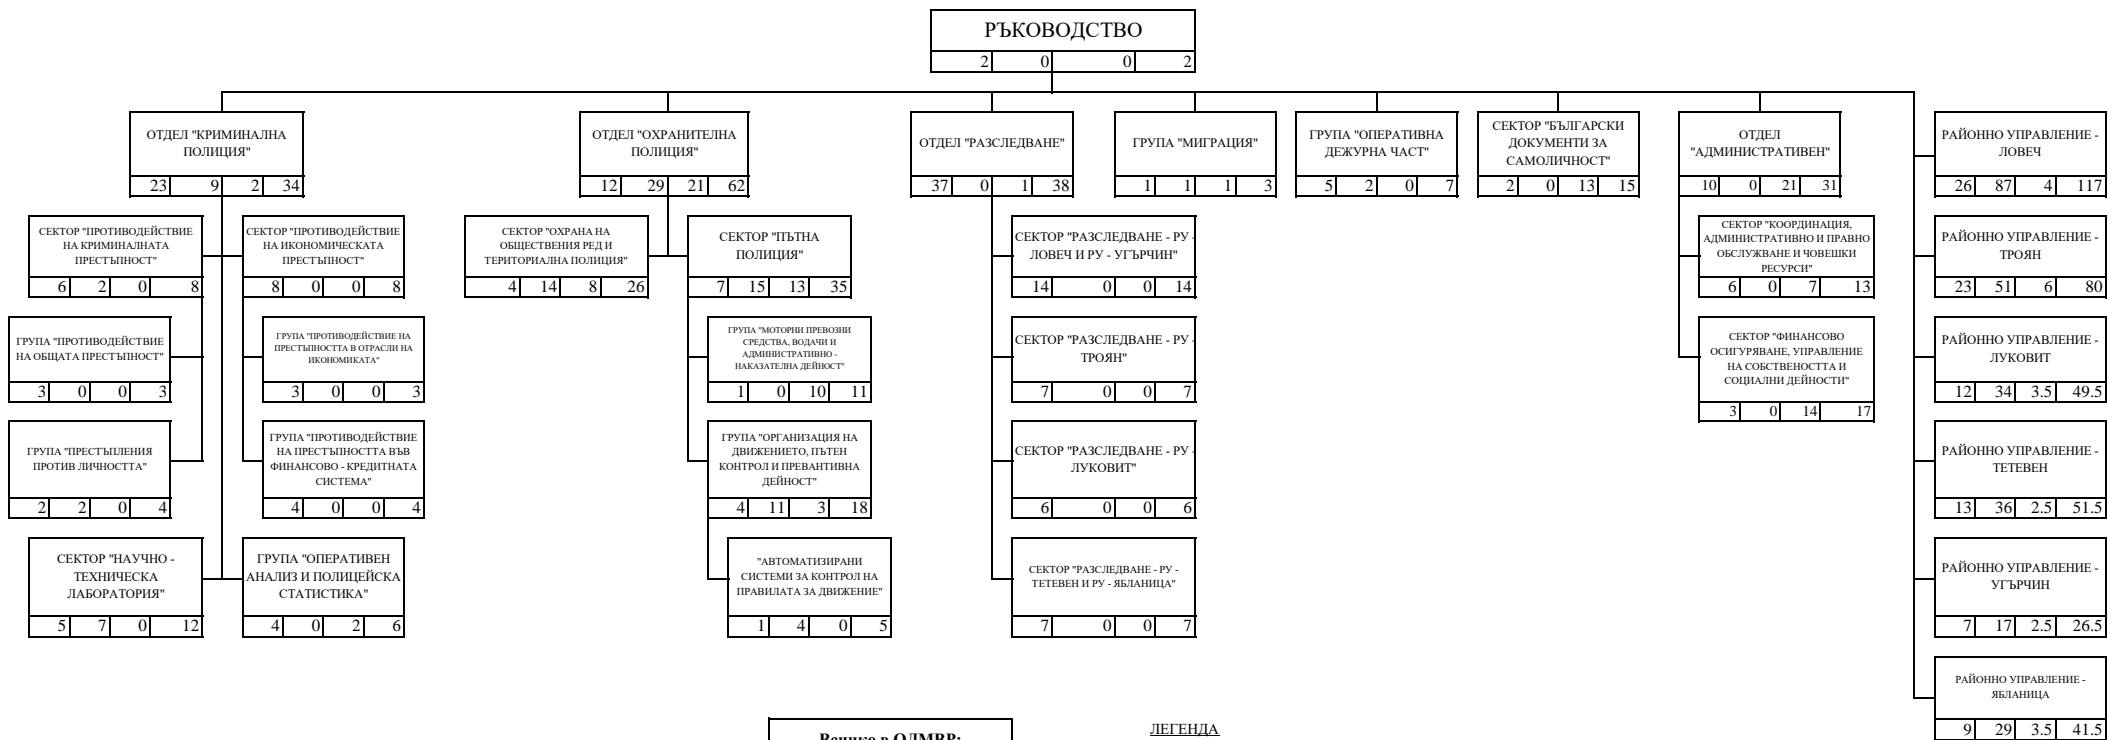 РЪКОВОДСТВО
2 0 0 2
ОТДЕЛ "КРИМИНАЛНА
ПОЛИЦИЯ"
23 9 2 34
ОТДЕЛ "ОХРАНИТЕЛНА
ПОЛИЦИЯ"
12 29 21 62
ОТДЕЛ "РАЗСЛЕДВАНЕ"
37 0 1 38
ГРУПА "МИГРАЦИЯ"
1 1 1 3
ГРУПА "ОПЕРАТИВНА
ДЕЖУРНА ЧАСТ"
5 2 0 7
СЕКТОР "БЪЛГАРСКИ
ДОКУМЕНТИ ЗА
САМОЛИЧНОСТ"
2 0 13 15
ОТДЕЛ
"АДМИНИСТРАТИВЕН"
10 0 21 31
РАЙОННО УПРАВЛЕНИЕ -
ЛОВЕЧ
26 87 4 117
СЕКТОР "ПРОТИВОДЕЙСТВИЕ
НА КРИМИНАЛНАТА
ПРЕСТЪПНОСТ"
6 2 0 8
СЕКТОР "ПРОТИВОДЕЙСТВИЕ
НА ИКОНОМИЧЕСКАТА
ПРЕСТЪПНОСТ"
8 0 0 8
СЕКТОР "ОХРАНА НА
ОБЩЕСТВЕНИЯ РЕД И
ТЕРИТОРИАЛНА ПОЛИЦИЯ"
4 14 8 26
СЕКТОР "ПЪТНА
ПОЛИЦИЯ"
7 15 13 35
СЕКТОР "РАЗСЛЕДВАНЕ - РУ -
ЛОВЕЧ И РУ - УГЪРЧИН"
14 0 0 14
СЕКТОР "КООРДИНАЦИЯ,
АДМИНИСТРАТИВНО И ПРАВНО
ОБСЛУЖВАНЕ И ЧОВЕШКИ
РЕСУРСИ"
6 0 7 13
РАЙОННО УПРАВЛЕНИЕ -
ТРОЯН
23 51 6 80
ГРУПА "ПРОТИВОДЕЙСТВИЕ
НА ОБЩАТА ПРЕСТЪПНОСТ"
3 0 0 3
ГРУПА "ПРОТИВОДЕЙСТВИЕ НА
ПРЕСТЪПНОСТТА В ОТРАСЛИ НА
ИКОНОМИКАТА"
3 0 0 3
ГРУПА "МОТОРНИ ПРЕВОЗНИ
СРЕДСТВА, ВОДАЧИ И
АДМИНИСТРАТИВНО -
НАКАЗАТЕЛНА ДЕЙНОСТ"
1 0 10 11
СЕКТОР "РАЗСЛЕДВАНЕ - РУ -
ТРОЯН"
7 0 0 7
СЕКТОР "ФИНАНСОВО
ОСИГУРЯВАНЕ, УПРАВЛЕНИЕ
НА СОБСТВЕНОСТТА И
СОЦИАЛНИ ДЕЙНОСТИ"
3 0 14 17
РАЙОННО УПРАВЛЕНИЕ -
ЛУКОВИТ
12 34 3.5 49.5
ГРУПА "ПРЕСТЪПЛЕНИЯ
ПРОТИВ ЛИЧНОСТТА"
2 2 0 4
ГРУПА "ПРОТИВОДЕЙСТВИЕ
НА ПРЕСТЪПНОСТТА ВЪВ
ФИНАНСОВО - КРЕДИТНАТА
СИСТЕМА"
4 0 0 4
ГРУПА "ОРГАНИЗАЦИЯ НА
ДВИЖЕНИЕТО, ПЪТЕН
КОНТРОЛ И ПРЕВАНТИВНА
ДЕЙНОСТ"
4 11 3 18
СЕКТОР "РАЗСЛЕДВАНЕ - РУ -
ЛУКОВИТ"
6 0 0 6
РАЙОННО УПРАВЛЕНИЕ -
ТЕТЕВЕН
13 36 2.5 51.5
СЕКТОР "НАУЧНО -
ТЕХНИЧЕСКА
ЛАБОРАТОРИЯ"
5 7 0 12
ГРУПА "ОПЕРАТИВЕН
АНАЛИЗ И ПОЛИЦЕЙСКА
СТАТИСТИКА"
4 0 2 6
"АВТОМАТИЗИРАНИ
СИСТЕМИ ЗА КОНТРОЛ НА
ПРАВИЛАТА ЗА ДВИЖЕНИЕ"
1 4 0 5
СЕКТОР "РАЗСЛЕДВАНЕ - РУ -
ТЕТЕВЕН И РУ - ЯБЛАНИЦА"
7 0 0 7
РАЙОННО УПРАВЛЕНИЕ -
УГЪРЧИН
7 17 2.5 26.5
РАЙОННО УПРАВЛЕНИЕ -
ЯБЛАНИЦА
9 29 3.5 41.5
Всичко в ОДМВР:
ЛЕГЕНДА